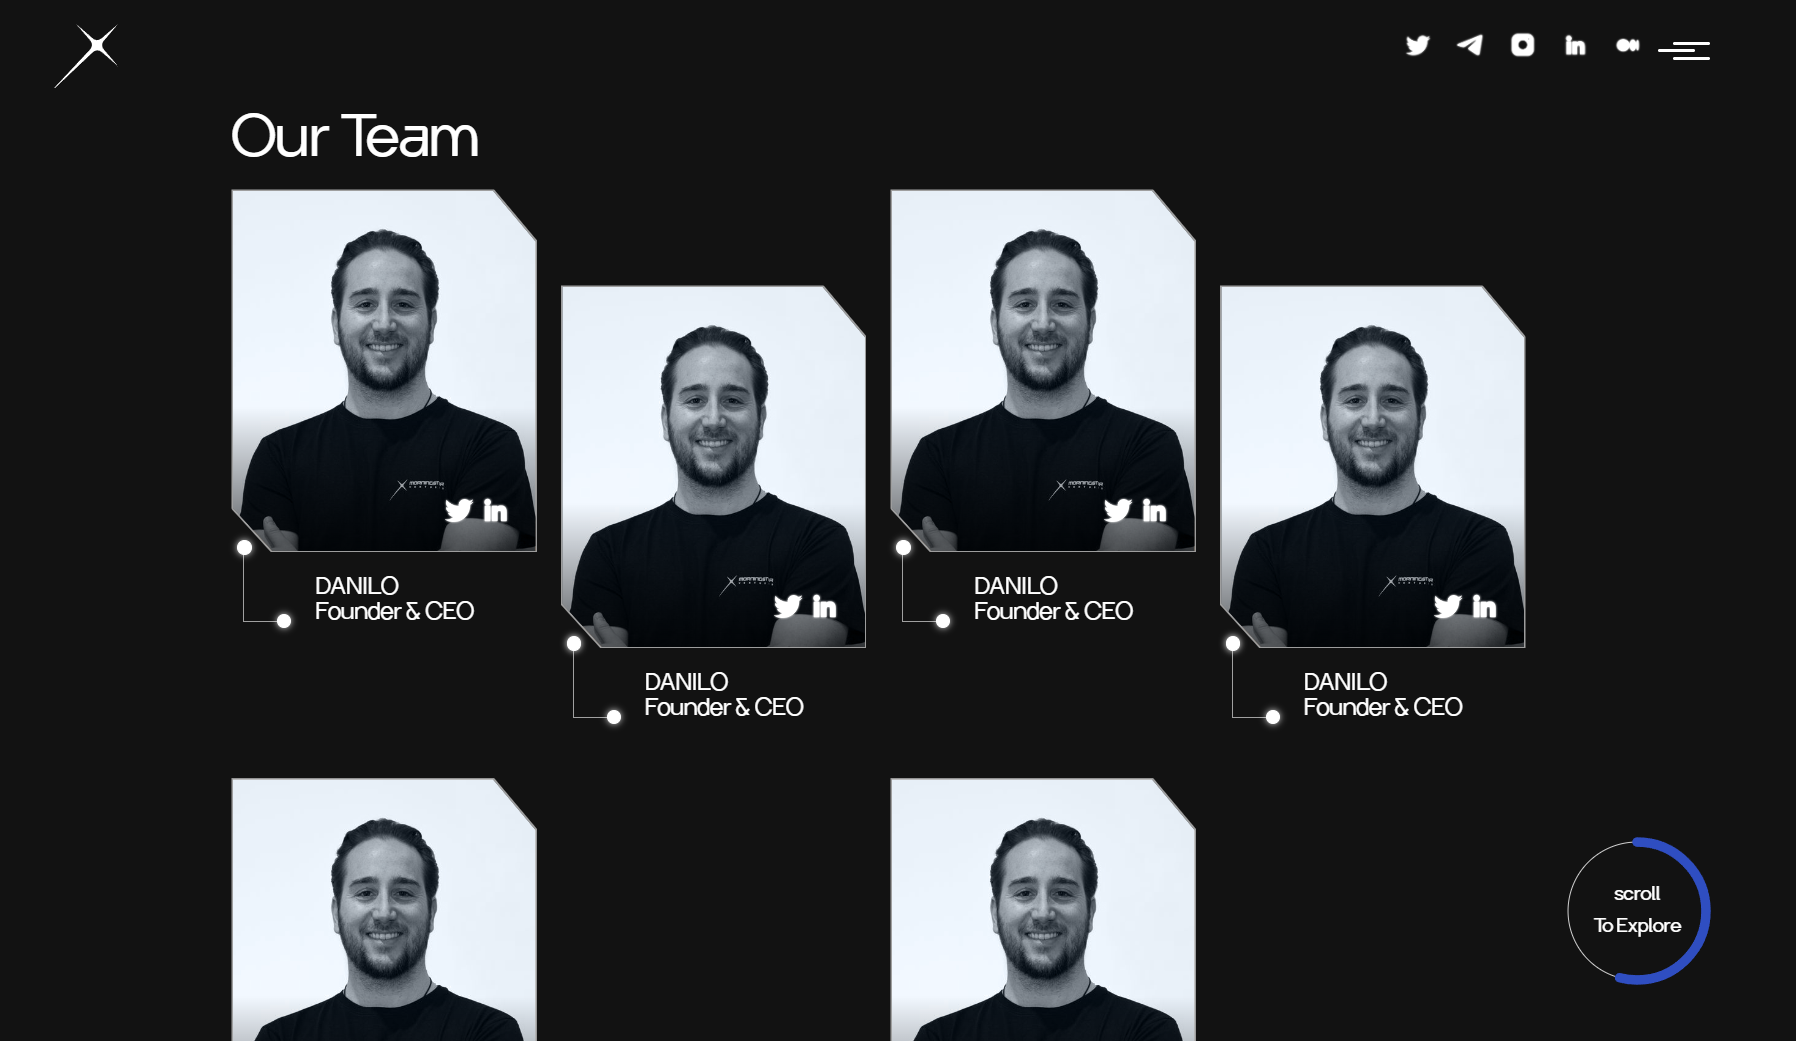 Our Team
DANILO
Founder & CEO
DANILO
Founder & CEO
DANILO
Founder & CEO
DANILO
Founder & CEO
scroll
To Explore